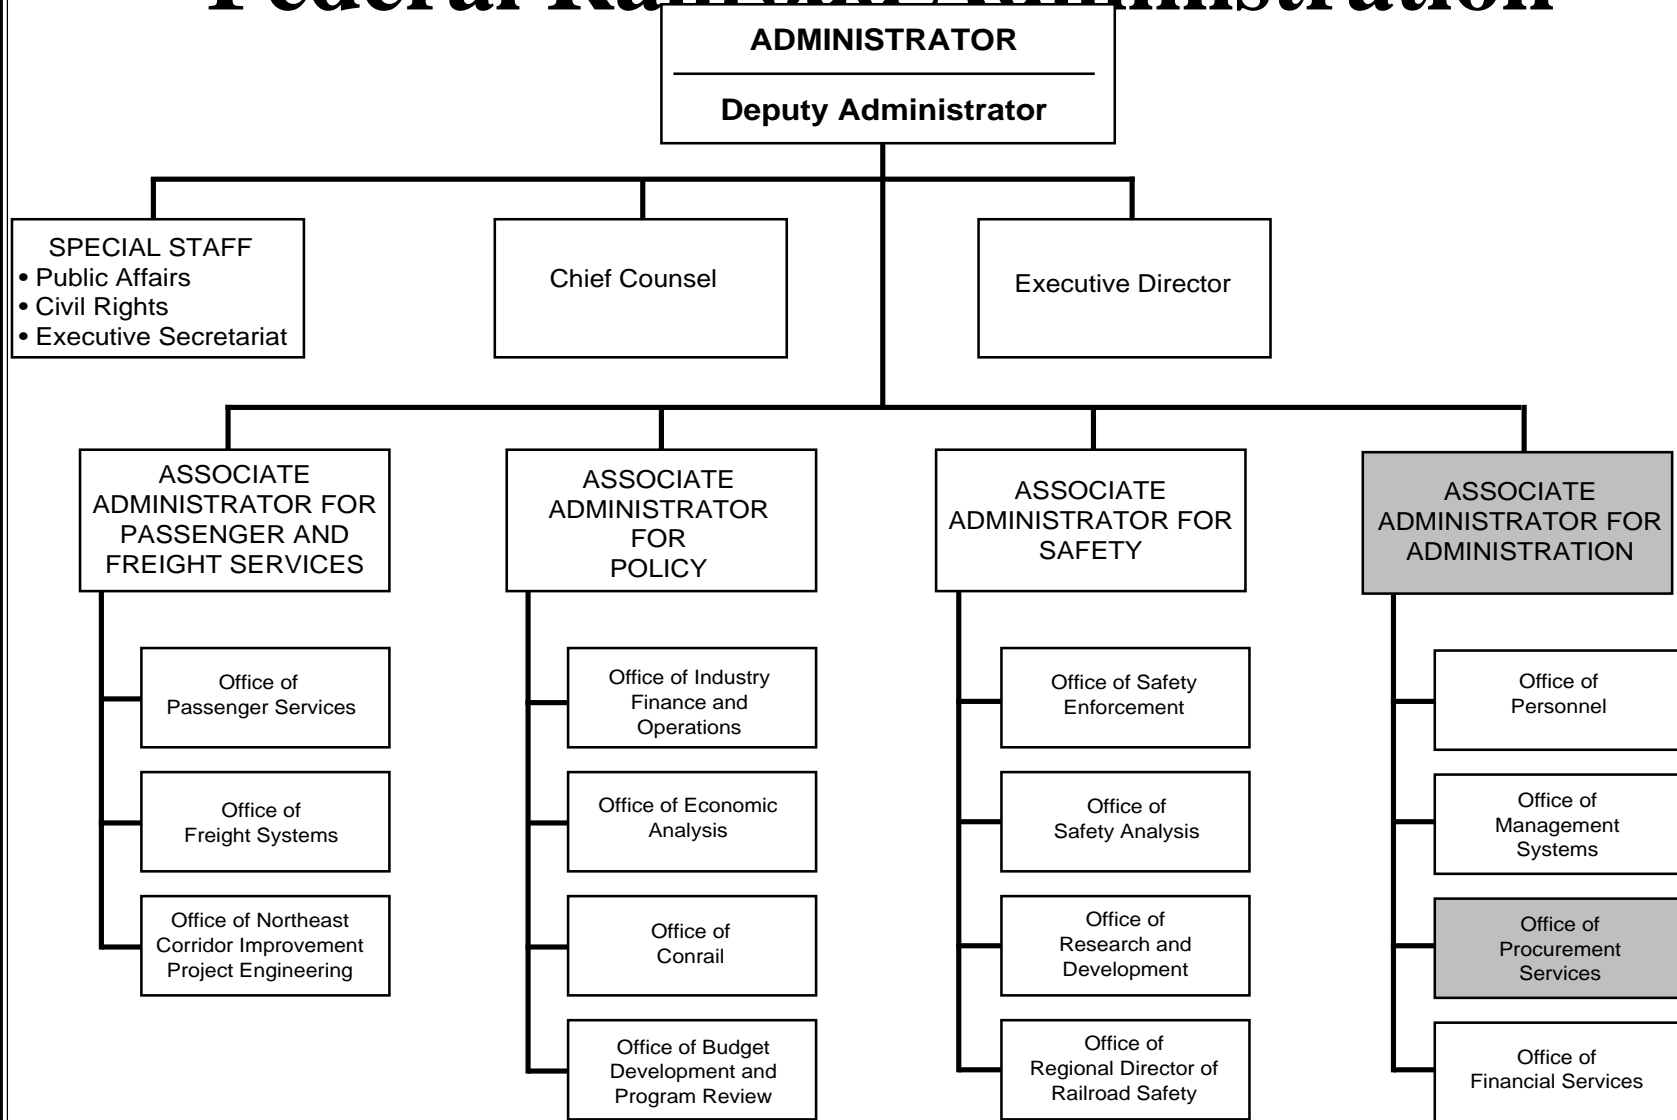 Federal Railroad Administration
ADMINISTRATOR
Deputy Administrator
SPECIAL STAFF
• Public Affairs
• Civil Rights
• Executive Secretariat
Chief Counsel
Executive Director
ASSOCIATE
ADMINISTRATOR FOR
PASSENGER AND
FREIGHT SERVICES
ASSOCIATE
ADMINISTRATOR
FOR
POLICY
ASSOCIATE
ADMINISTRATOR FOR
SAFETY
ASSOCIATE
ADMINISTRATOR FOR
ADMINISTRATION
Office of
Passenger Services
Office of
Freight Systems
Office of Northeast
Corridor Improvement
Project Engineering
Office of Industry
Finance and
Operations
Office of Economic
Analysis
Office of
Conrail
Office of Budget
Development and
Program Review
Office of Safety
Enforcement
Office of
Safety Analysis
Office of
Research and
Development
Office of
Regional Director of
Railroad Safety
Office of
Personnel
Office of
Management
Systems
Office of
Procurement
Services
Office of
Financial Services